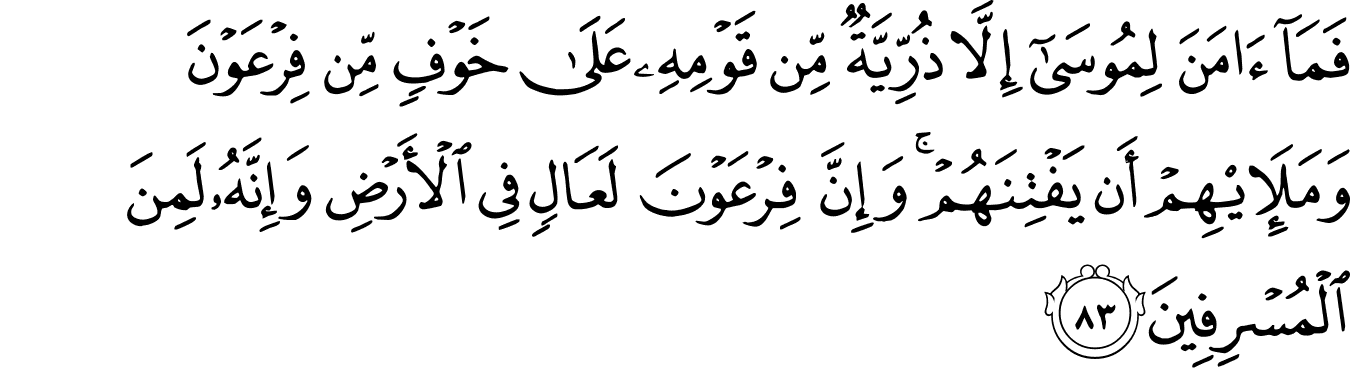 فَمَآ ءَامَنَ لِمُوسَىٰٓ إِلَّا ذُرِّيَّةٌ مِّن قَوْمِهِۦ عَلَىٰ خَوْفٍ مِّن فِرْعَوْنَ
وَمَلَإِي۟هِمْ أَن يَفْتِنَهُمْ ۚ وَإِنَّ فِرْعَوْنَ لَعَالٍ فِى ٱلْأَرْضِ وَإِنَّهُۥ لَمِنَ
ٱلْمُسْرِفِينَ ٨٣